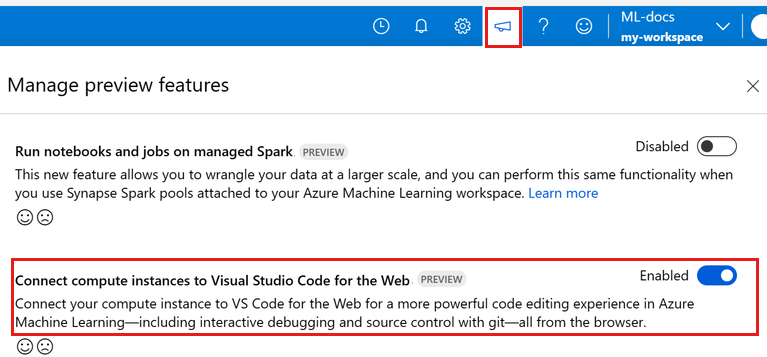 ML-docs
my-workspace
Manage preview features
Run notebooks and jobs on managed Spark PREVIEW
Disabled
This new feature allows you to wrangle your data at a larger scale, and you can perform this same functionality when
you use Synapse Spark pools attached to your Azure Machine Learning workspace. Learn more
Connect compute instances to Visual Studio Code for the Web PREVIEW
Enabled
Connect your compute instance to VS Code for the Web for a more powerful code editing experience in Azure
Machine Learning—including interactive debugging and source control with git—all from the browser.